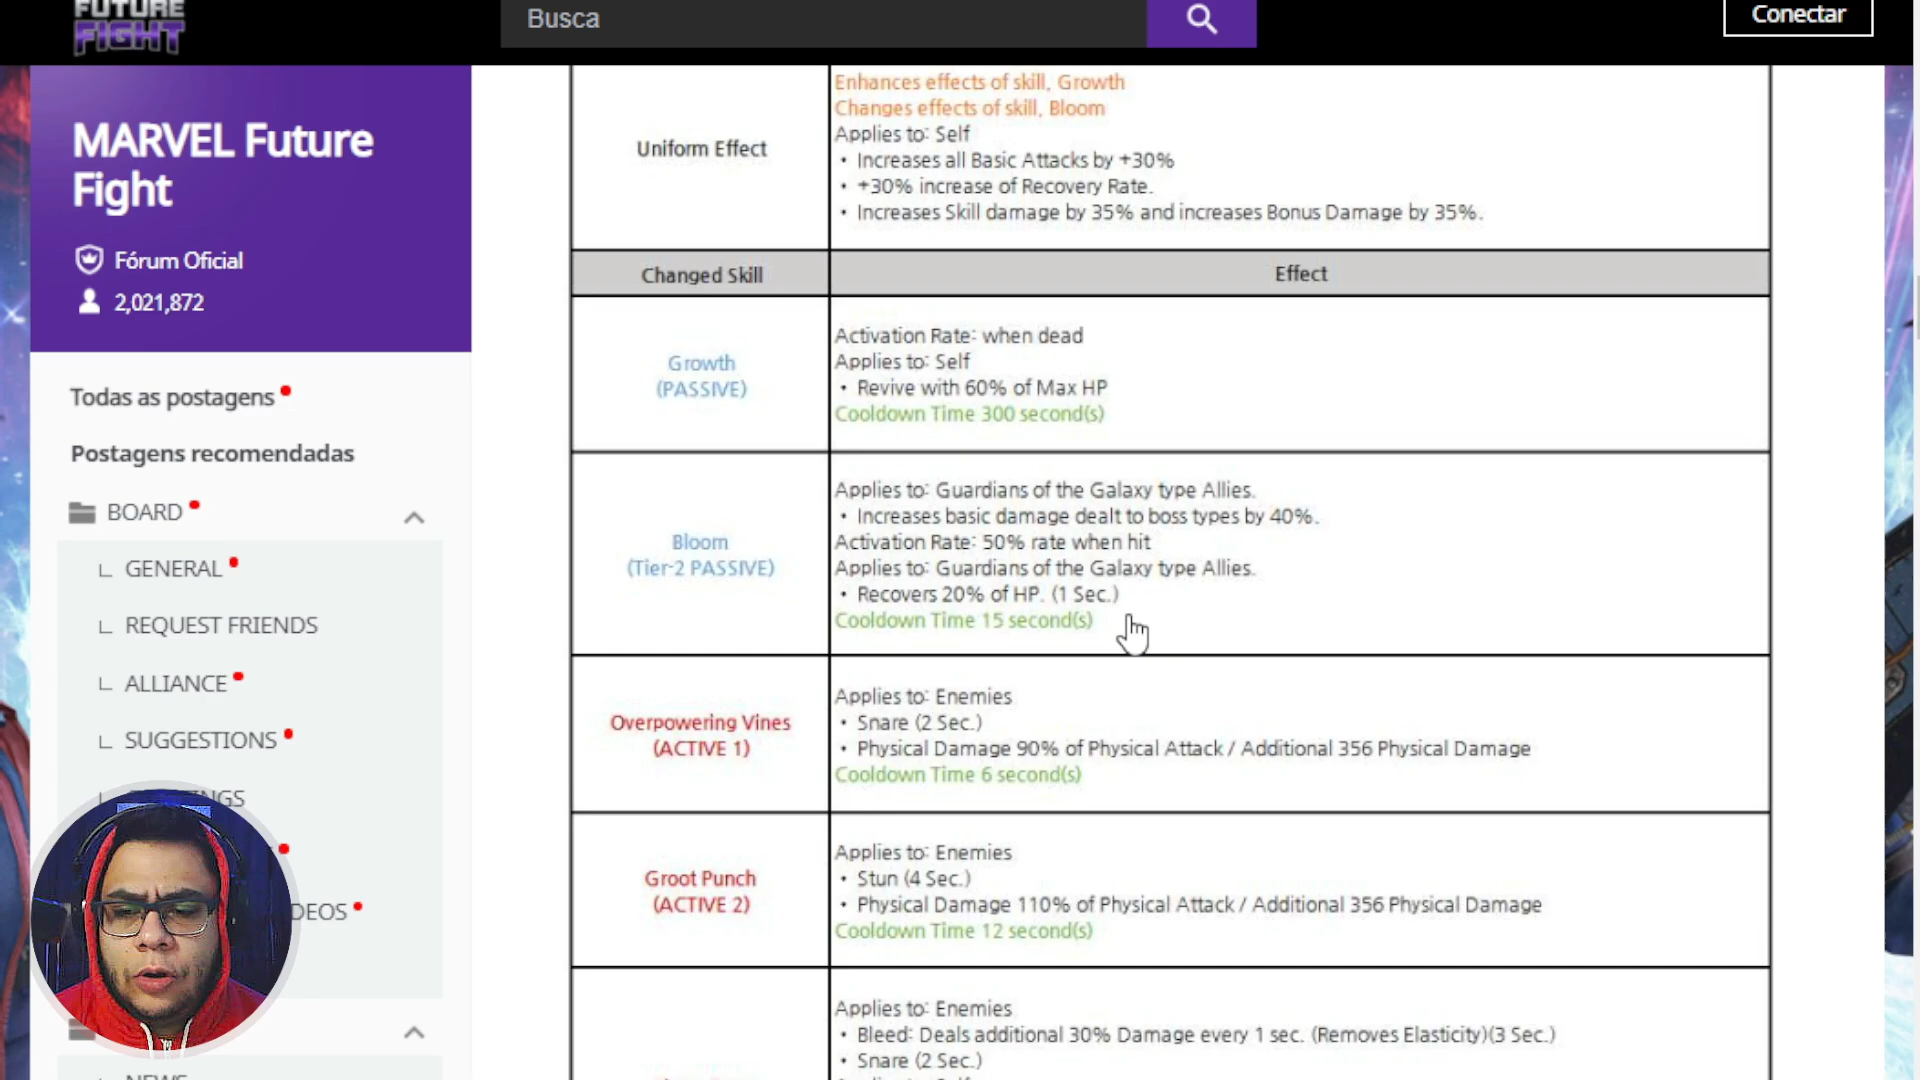 FUTURE
FIGHT
Busca
Conectar
MARVEL Future
Fight
Fórum Oficial
2,021,872
Todas as postagens
Postagens recomendadas
BOARD
GENERAL
REQUEST FRIENDS
ALLIANCE
SUGGESTIONS
NGS
DEOS
NEWS
Uniform Effect
Enhances effects of skill, Growth
Changes effects of skill, Bloom
Applies to: Self
• Increases all Basic Attacks by +30%
• +30% increase of Recovery Rate.
• Increases Skill damage by 35% and increases Bonus Damage by 35%.
Changed Skill
Effect
Growth
(PASSIVE)
Activation Rate: when dead
Applies to: Self
• Revive with 60% of Max HP
Cooldown Time 300 second(s)
Bloom
(Tier-2 PASSIVE)
Applies to: Guardians of the Galaxy type Allies.
• Increases basic damage dealt to boss types by 40%.
Activation Rate: 50% rate when hit
Applies to: Guardians of the Galaxy type Allies.
• Recovers 20% of HP. (1 Sec.)
Cooldown Time 15 second(s)
Overpowering Vines
(ACTIVE 1)
Applies to: Enemies
• Snare (2 Sec.)
• Physical Damage 90% of Physical Attack / Additional 356 Physical Damage
Cooldown Time 6 second(s)
Groot Punch
(ACTIVE 2)
Applies to: Enemies
• Stun (4 Sec.)
• Physical Damage 110% of Physical Attack / Additional 356 Physical Damage
Cooldown Time 12 second(s)
Applies to: Enemies
• Bleed: Deals additional 30% Damage every 1 sec. (Removes Elasticity)(3 Sec.)
• Snare (2 Sec.)